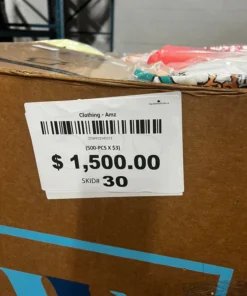 Clothing - Amz
(500-PCS X $3)
$ 1,500.00
SKID# 30